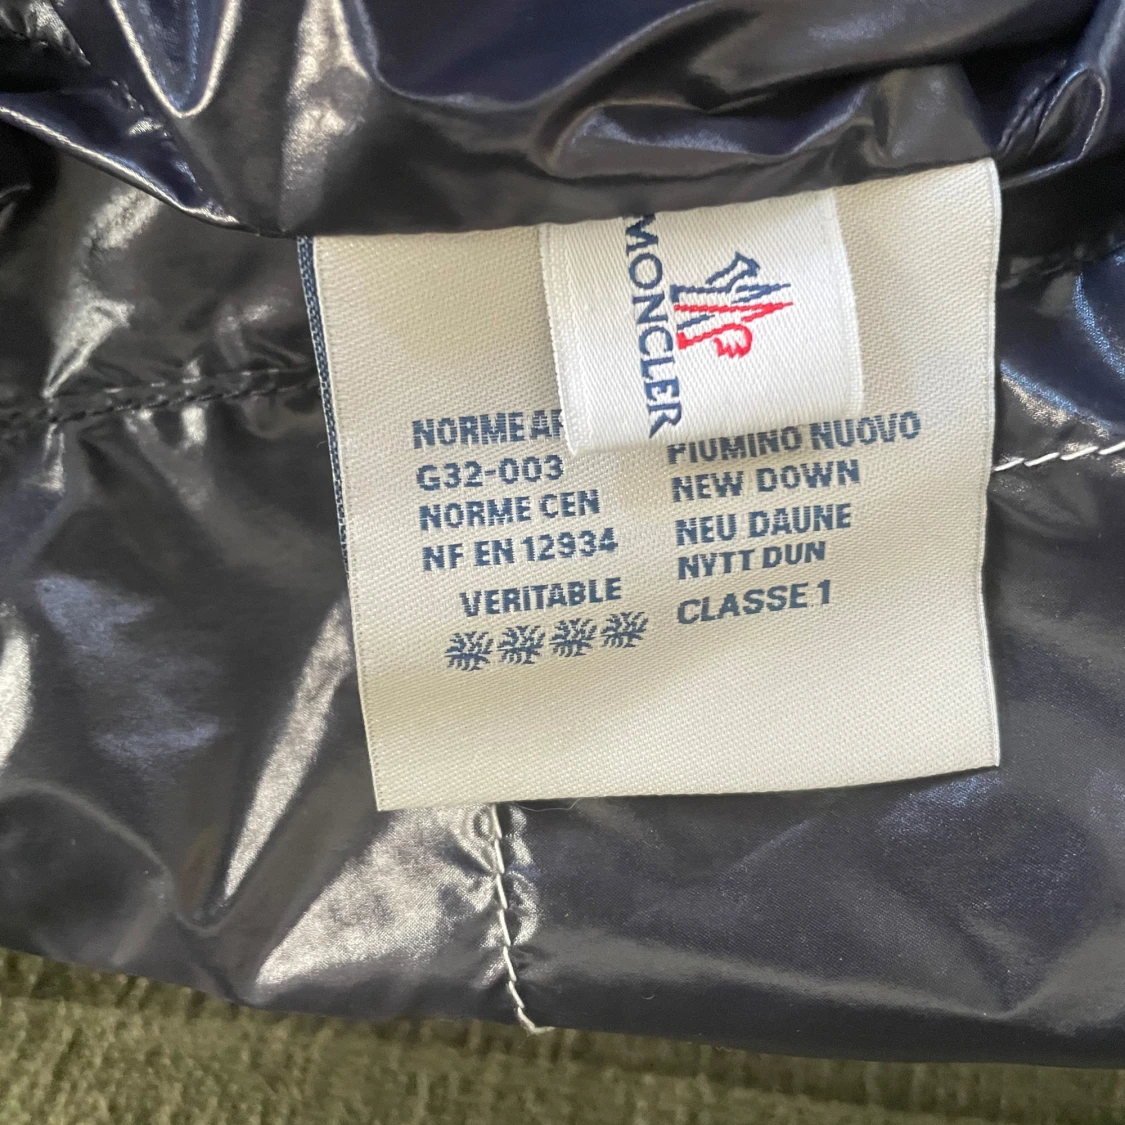 MONCLER
NORME
G32-003
NORME CEN
NF EN 12934
VERITABLE
PIUMINO NUOVO
NEW DOWN
NEU DAUNE
NYTT DUN
CLASSE 1